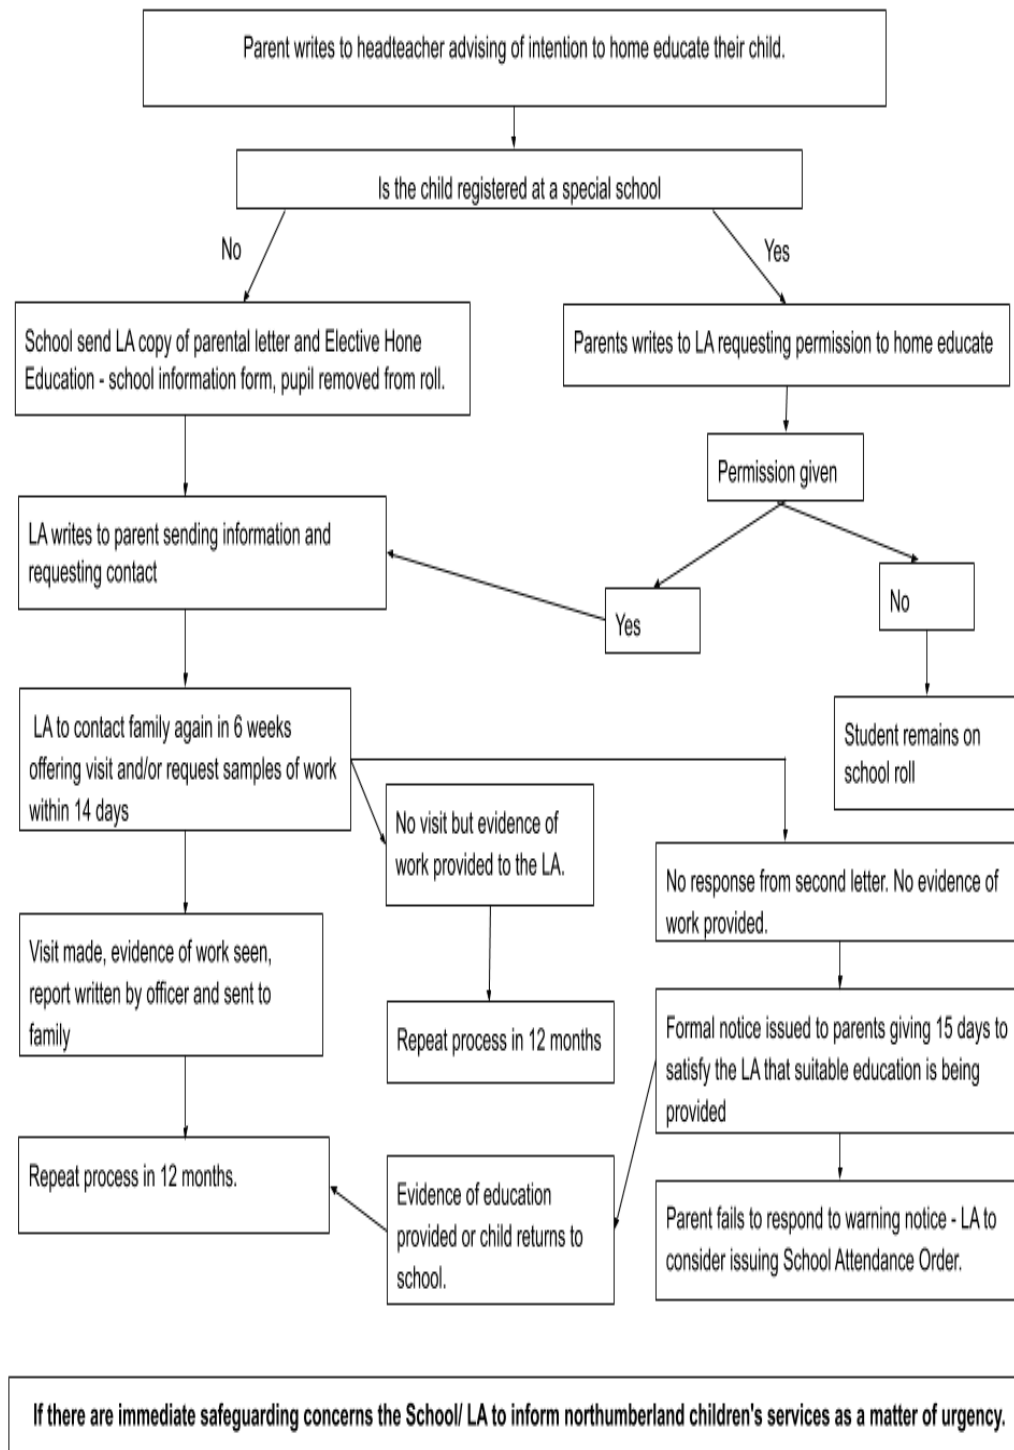 Parent writes to headteacher advising of intention to home educate their child.
Is the child registered at a special school
No
Yes
School send LA copy of parental letter and Elective Hone
Education - school information form, pupil removed from roll.
Parents writes to LA requesting permission to home educate
Permission given
LA writes to parent sending information and
requesting contact
Yes
No
LA to contact family again in 6 weeks
offering visit and/or request samples of work
within 14 days
Student remains on
school roll
No visit but evidence of
work provided to the LA.
No response from second letter. No evidence of
work provided.
Visit made, evidence of work seen,
report written by officer and sent to
family
Repeat process in 12 months
Formal notice issued to parents giving 15 days to
satisfy the LA that suitable education is being
provided
Repeat process in 12 months.
Evidence of education
provided or child returns to
school.
Parent fails to respond to warning notice - LA to
consider issuing School Attendance Order.
If there are immediate safeguarding concerns the School/ LA to inform northumberland children's services as a matter of urgency.